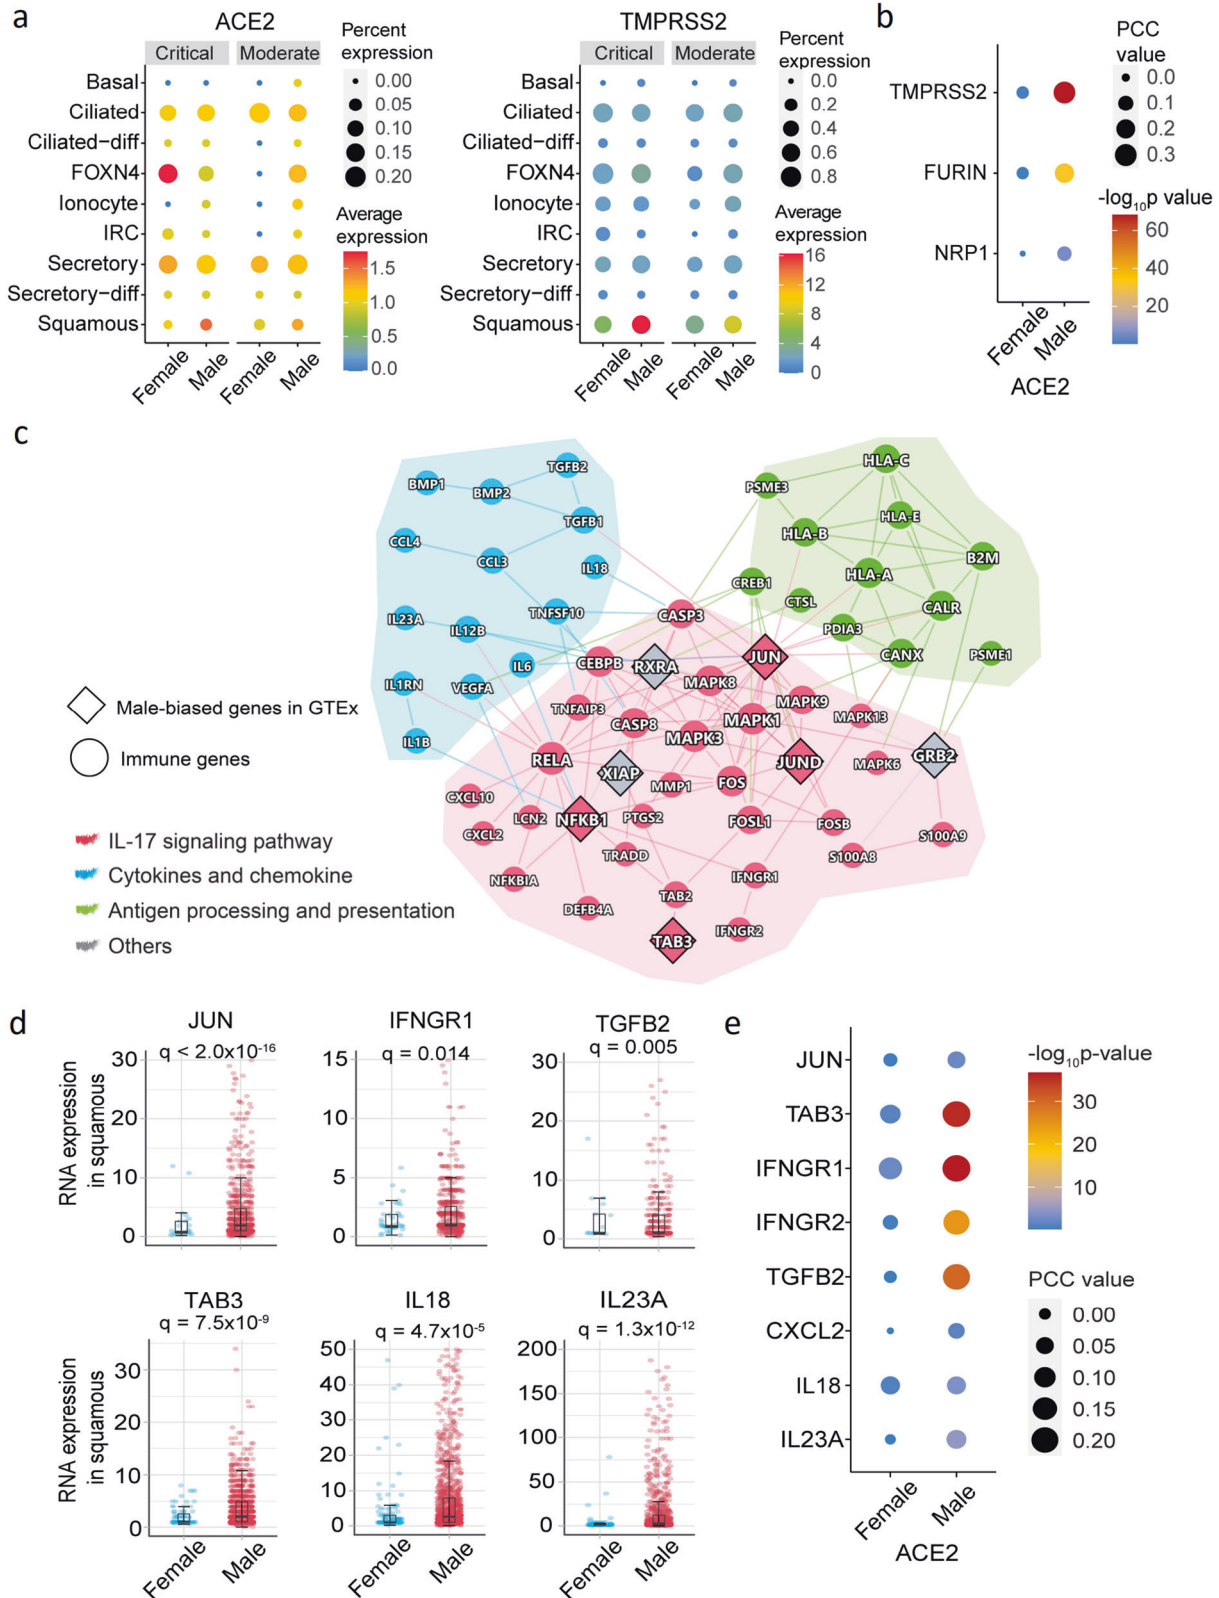 a
ACE2
Critical
Moderate
Basal
Ciliated
Ciliated-diff
FOXN4
Ionocyte
IRC
Secretory
Secretory-diff
Squamous
Female
Male
Female
Male
Percent
expression
0.00
0.05
0.10
0.15
0.20
Average
expression
1.5
1.0
0.5
0.0
TMPRSS2
Critical
Moderate
Basal
Ciliated
Ciliated-diff
FOXN4
Ionocyte
IRC
Secretory
Secretory-diff
Squamous
Female
Male
Female
Male
Percent
expression
0.0
0.2
0.4
0.6
0.8
Average
expression
16
12
8
4
0
b
TMPRSS2
FURIN
NRP1
Female
Male
ACE2
PCC
value
0.0
0.1
0.2
0.3
-log10p value
60
40
20
c
HLA-C
TGFB2
BMP1
BMP2
PSME3
HLA-E
TGFB1
HLA-B
CCL4
B2M
CCL3
IL18
HLA-A
CREB1
CTSL
CALR
TNFSF10
CASP3
IL23A
IL12B
PDIA3
CANX
PSME1
JUN
IL6
CEBPB
RXRA
MAPK8
IL1RN
VEGFA
MAPK9
TNFAIP3
CASP8
MAPK1
MAPK13
IL1B
MAPK3
RELA
XIAP
JUND
MAPK6
GRB2
MMP1
FOS
CXCL10
LCN2
NFKB1
PTGS2
FOSL1
FOSB
CXCL2
S100A9
TRADD
S100A8
NFKBIA
IFNGR1
TAB2
DEFB4A
TAB3
IFNGR2
Male-biased genes in GTEx
Immune genes
IL-17 signaling pathway
Cytokines and chemokine
Antigen processing and presentation
Others
d
JUN
q < 2.0x10-16
RNA expression
in squamous
30
20
10
0
IFNGR1
q = 0.014
15
10
5
0
TGFB2
q = 0.005
30
20
10
0
TAB3
q = 7.5x10-9
RNA expression
in squamous
30
20
10
0
Female
Male
IL18
q = 4.7x10-5
50
40
30
20
10
0
Female
Male
IL23A
q = 1.3x10-12
200
150
100
50
0
Female
Male
e
JUN
TAB3
IFNGR1
IFNGR2
TGFB2
CXCL2
IL18
IL23A
Female
Male
ACE2
-log10p-value
30
20
10
PCC value
0.00
0.05
0.10
0.15
0.20